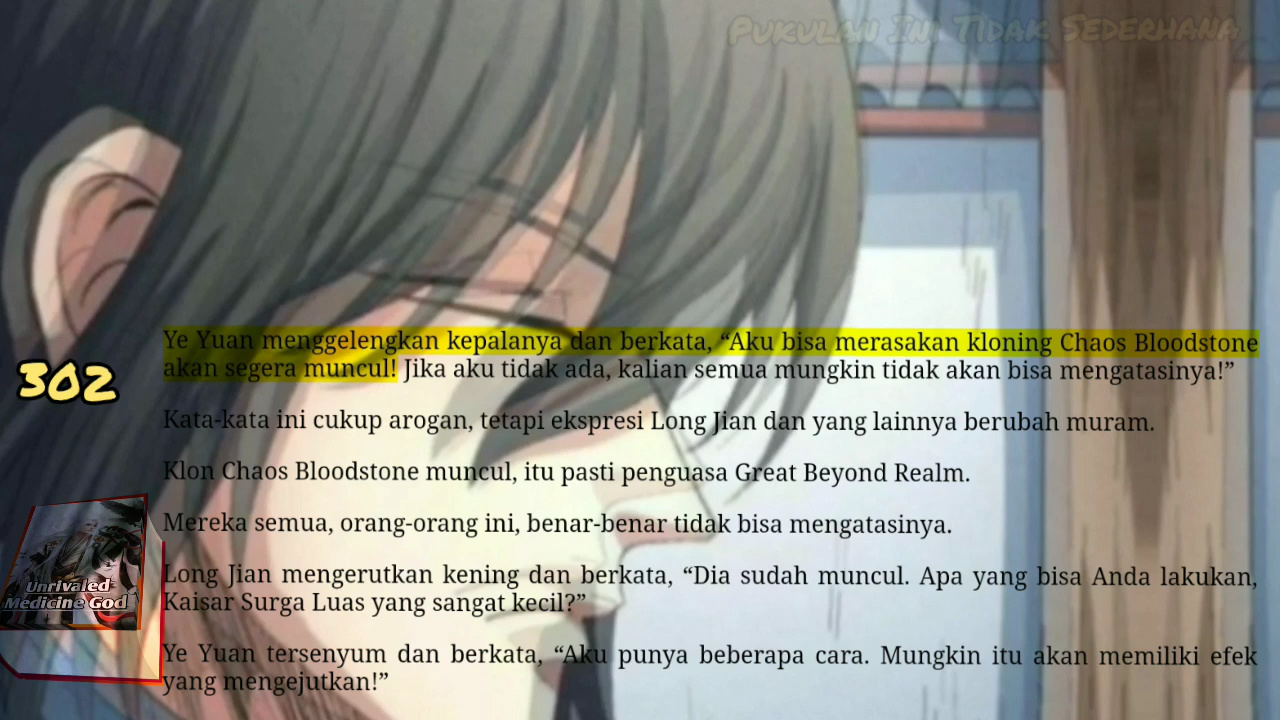 Pukulan Ini Tidak Sederhana
Ye Yuan menggelengkan kepalanya dan berkata, “Aku bisa merasakan kloning Chaos Bloodstone
akan segera muncul! Jika aku tidak ada, kalian semua mungkin tidak akan bisa mengatasinya!”
302
Kata-kata ini cukup arogan, tetapi ekspresi Long Jian dan yang lainnya berubah muram.
Klon Chaos Bloodstone muncul, itu pasti penguasa Great Beyond Realm.
Mereka semua, orang-orang ini, benar-benar tidak bisa mengatasinya.
Long Jian mengerutkan kening dan berkata, “Dia sudah muncul. Apa yang bisa Anda lakukan,
Kaisar Surga Luas yang sangat kecil?”
Unrivaled
Medicine God
Ye Yuan tersenyum dan berkata, “Aku punya beberapa cara. Mungkin itu akan memiliki efek
yang mengejutkan!”